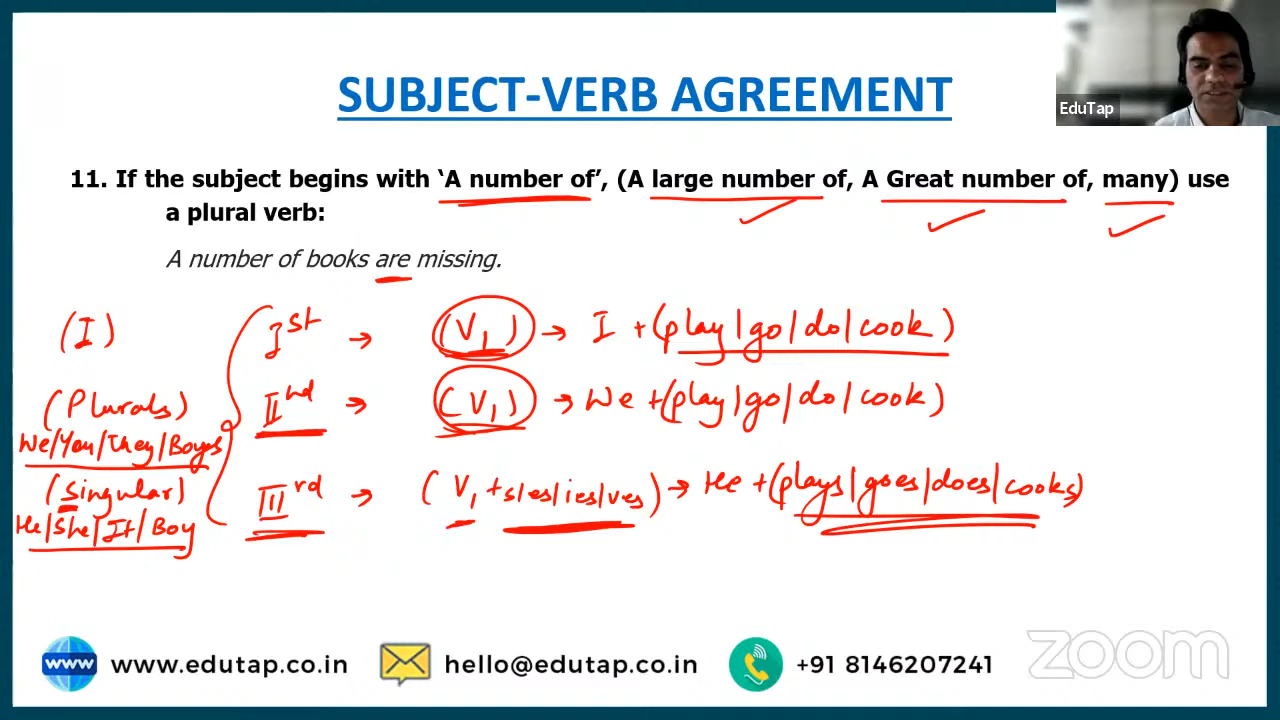 SUBJECT-VERB AGREEMENT
EduTap
11. If the subject begins with ‘A number of’, (A large number of, A Great number of, many) use
a plural verb:
A number of books are missing.
(I)
Ist → (V1) → I + (play|go|do|cook)
(Plurals)
IInd → (V1) → We + (play|go|do|cook)
We/You/They/Boys
(Singular)
IIIrd → (V1 + s/es/ies/ves) → He + (plays|goes|does|cooks)
He/She/It/Boy
www www.edutap.co.in hello@edutap.co.in +91 8146207241 zoom